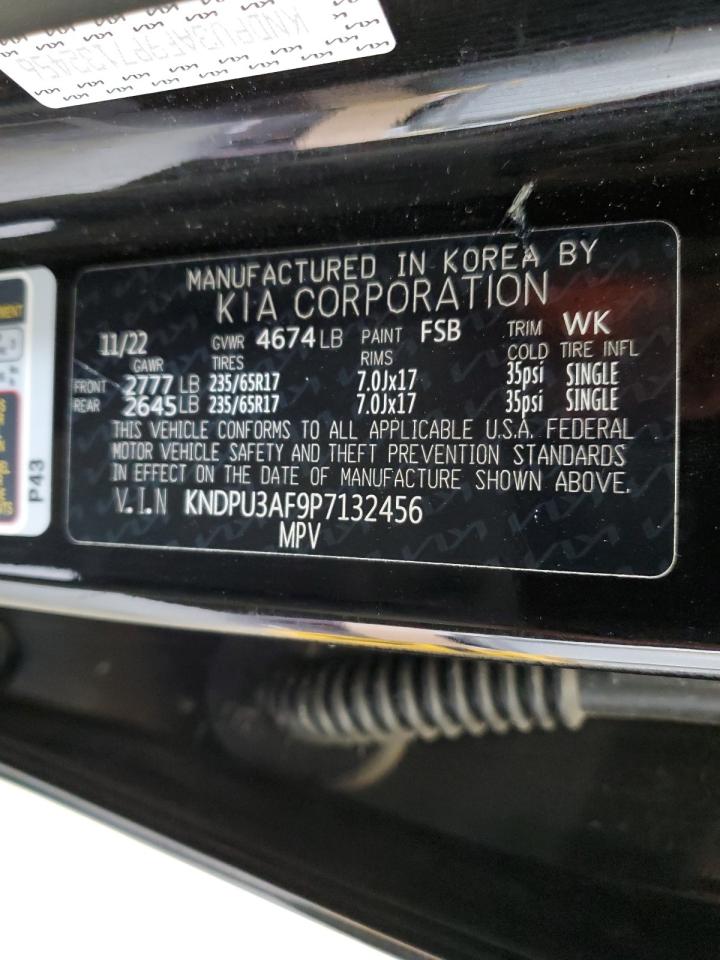 KNDPU3AF9P7132456
MANUFACTURED IN KOREA BY
KIA CORPORATION
11/22 GVWR 4674 LB PAINT FSB TRIM WK
GAWR TIRES RIMS COLD TIRE INFL
FRONT 2777 LB 235/65R17 7.0Jx17 35psi SINGLE
REAR 2645 LB 235/65R17 7.0Jx17 35psi SINGLE
THIS VEHICLE CONFORMS TO ALL APPLICABLE U.S.A. FEDERAL
MOTOR VEHICLE SAFETY AND THEFT PREVENTION STANDARDS
IN EFFECT ON THE DATE OF MANUFACTURE SHOWN ABOVE.
V.I.N KNDPU3AF9P7132456
MPV
P43